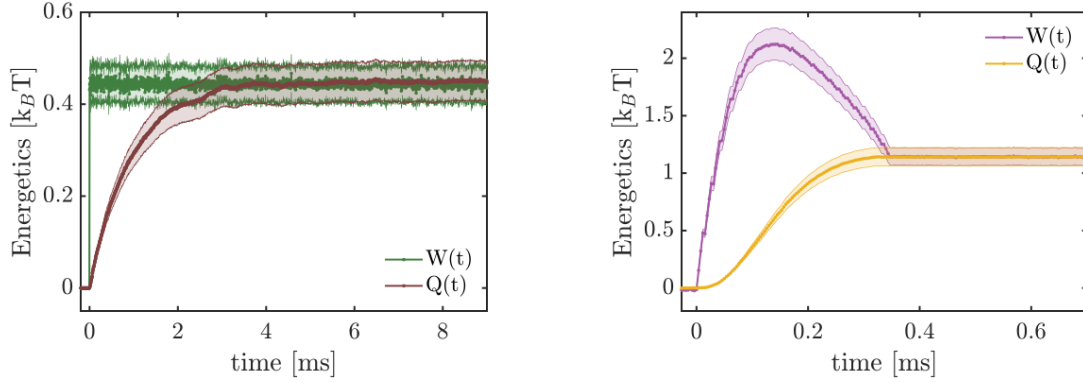 0.6
0.4
0.2
0
Energetics [k_BT]
W(t)
Q(t)
0
2
4
6
8
time [ms]
2
1.5
1
0.5
0
Energetics [k_BT]
W(t)
Q(t)
0
0.2
0.4
0.6
time [ms]